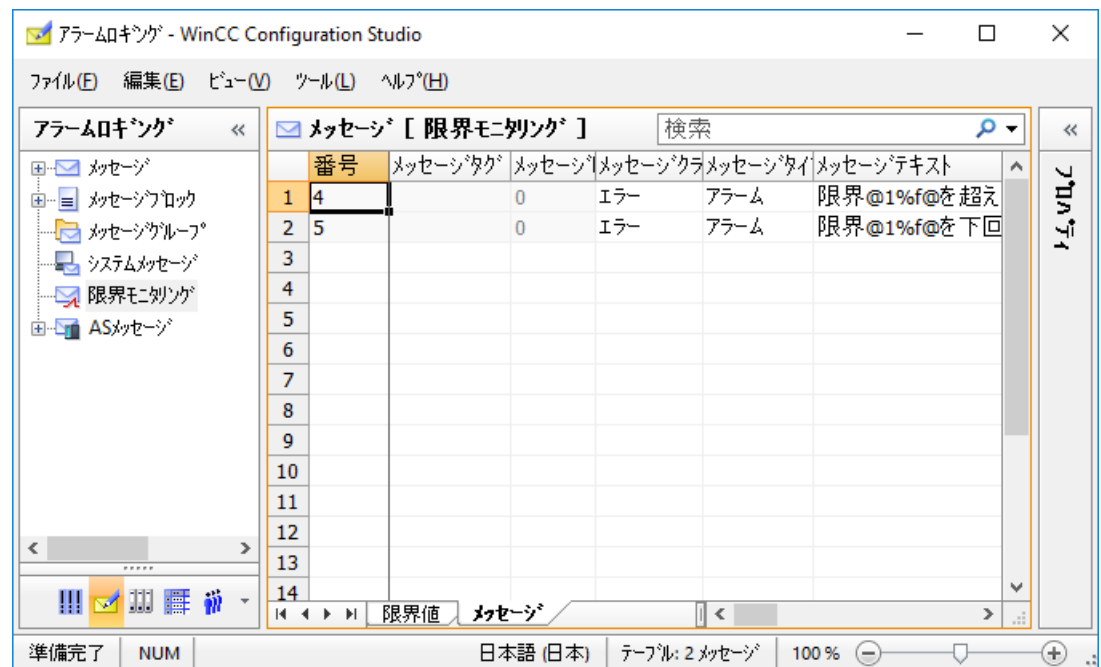 アラームロギング - WinCC Configuration Studio
ファイル(F) 編集(E) ビュー(V) ツール(L) ヘルプ(H)
アラームロギング «
メッセージ
メッセージブロック
メッセージグループ
システムメッセージ
限界モニタリング
ASメッセージ
メッセージ [ 限界モニタリング ] 検索
番号 メッセージタグ メッセージ メッセージクラ メッセージタイ メッセージテキスト
1 4 0 エラー アラーム 限界@1%f@を超え
2 5 0 エラー アラーム 限界@1%f@を下回
3
4
5
6
7
8
9
10
11
12
13
14
限界値 メッセージ
«
プロパティ
準備完了 NUM 日本語 (日本) テーブル: 2 メッセージ 100 %